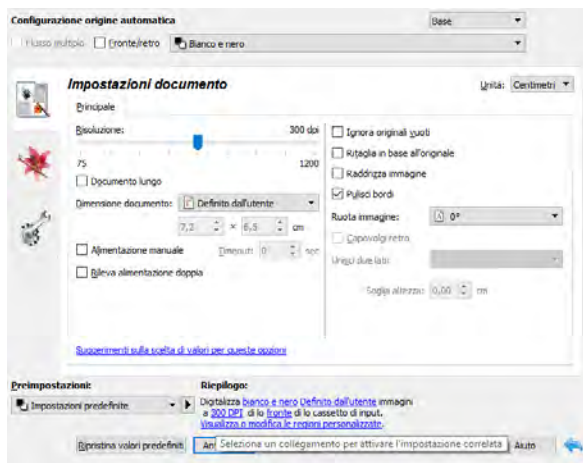 Configurazione origine automatica
Base
Flusso multiplo
Fronte/retro
Bianco e nero
Impostazioni documento
Unità: Centimetri
Principale
Risoluzione: 300 dpi
75 1200
Documento lungo
Dimensione documento: Definito dall'utente
7,2 × 6,5 cm
Alimentazione manuale Timeout: 0 sec
Rileva alimentazione doppia
Ignora originali vuoti
Ritaglia in base all'originale
Raddrizza immagine
Pulisci bordi
Ruota immagine: 0°
Capovolgi retro
Unisci due lati:
Soglia altezza: 0,00 cm
Suggerimenti sulla scelta di valori per queste opzioni
Preimpostazioni:
Impostazioni predefinite
Riepilogo:
Digitalizza bianco e nero Definito dall'utente immagini
a 300 DPI di lo fronte di lo cassetto di input.
Visualizza o modifica le regioni personalizzate.
Ripristina valori predefiniti
An
Seleziona un collegamento per attivare l'impostazione correlata
Aiuto